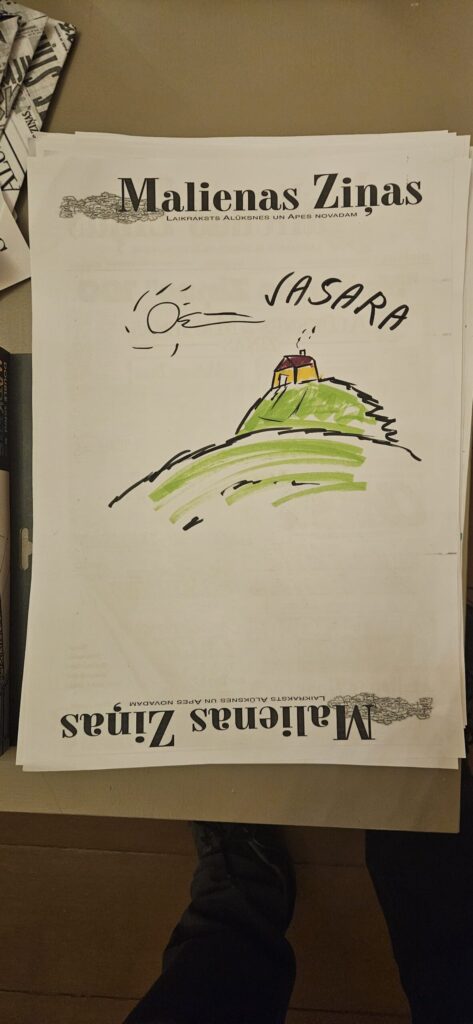 Malienas Ziņas
LAIKRAKSTS ALŪKSNES UN APES NOVADAM
VASARA
LAIKRAKSTS ALŪKSNES UN APES NOVADAM
Malienas Ziņas